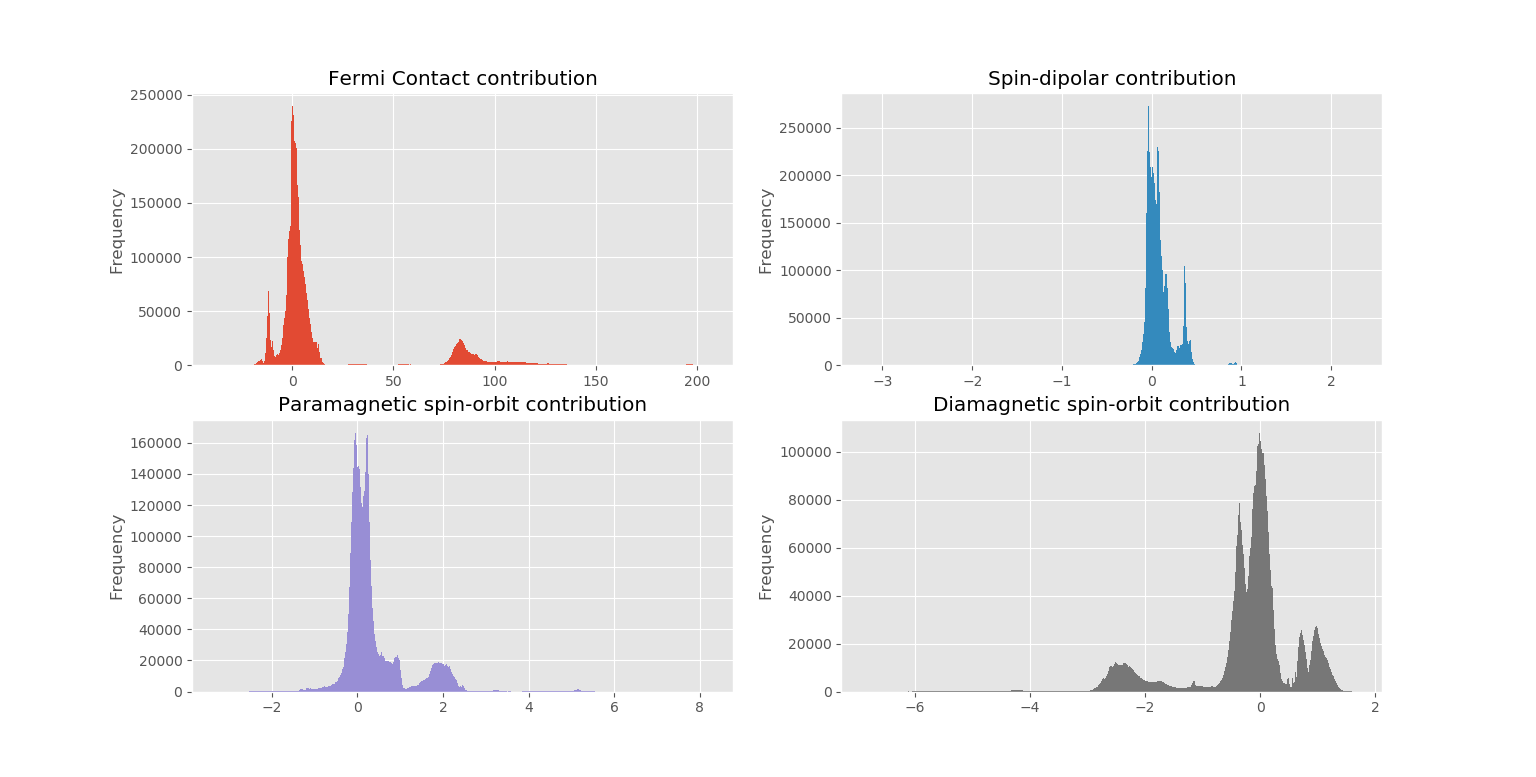 Fermi Contact contribution
Frequency
250000
200000
150000
100000
50000
0
0 50 100 150 200
Spin-dipolar contribution
Frequency
250000
200000
150000
100000
50000
0
−3 −2 −1 0 1 2
Paramagnetic spin-orbit contribution
Frequency
160000
140000
120000
100000
80000
60000
40000
20000
0
−2 0 2 4 6 8
Diamagnetic spin-orbit contribution
Frequency
100000
80000
60000
40000
20000
0
−6 −4 −2 0 2